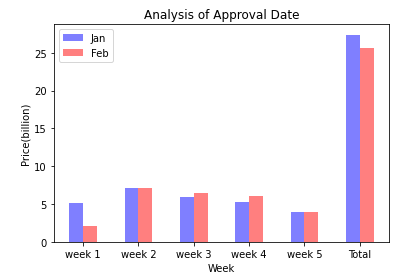 Analysis of Approval Date
Jan
Feb
Price(billion)
25
20
15
10
5
0
week 1 week 2 week 3 week 4 week 5 Total
Week